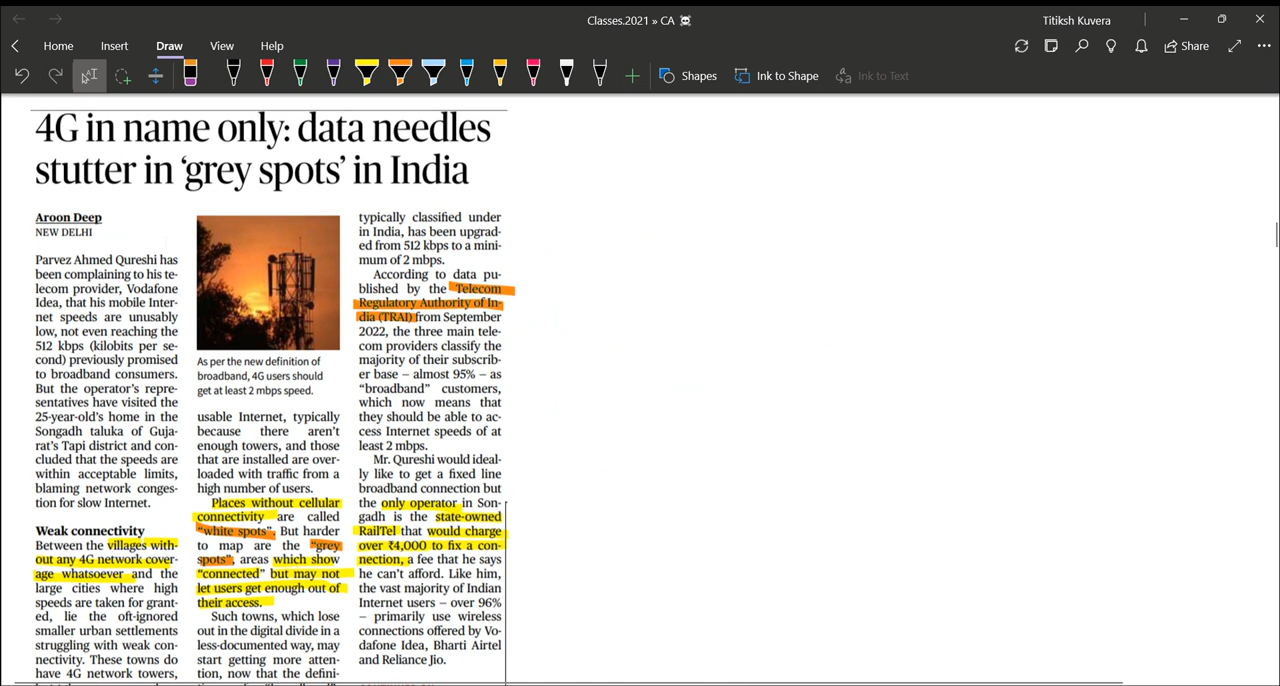 Classes.2021 » CA ☠
Titiksh Kuvera
Home Insert Draw View Help
Share
Shapes Ink to Shape Ink to Text
4G in name only: data needles
stutter in ‘grey spots’ in India
Aroon Deep
NEW DELHI
Parvez Ahmed Qureshi has
been complaining to his te-
lecom provider, Vodafone
Idea, that his mobile Inter-
net speeds are unusably
low, not even reaching the
512 kbps (kilobits per se-
cond) previously promised
to broadband consumers.
But the operator’s repre-
sentatives have visited the
25-year-old’s home in the
Songadh taluka of Guja-
rat’s Tapi district and con-
cluded that the speeds are
within acceptable limits,
blaming network conges-
tion for slow Internet.
Weak connectivity
Between the villages with-
out any 4G network cover-
age whatsoever and the
large cities where high
speeds are taken for grant-
ed, lie the oft-ignored
smaller urban settlements
struggling with weak con-
nectivity. These towns do
have 4G network towers,
As per the new definition of
broadband, 4G users should
get at least 2 mbps speed.
usable Internet, typically
because there aren’t
enough towers, and those
that are installed are over-
loaded with traffic from a
high number of users.
Places without cellular
connectivity are called
“white spots”. But harder
to map are the “grey
spots”, areas which show
“connected” but may not
let users get enough out of
their access.
Such towns, which lose
out in the digital divide in a
less-documented way, may
start getting more atten-
tion, now that the defini-
typically classified under
in India, has been upgrad-
ed from 512 kbps to a mini-
mum of 2 mbps.
According to data pu-
blished by the Telecom
Regulatory Authority of In-
dia (TRAI) from September
2022, the three main tele-
com providers classify the
majority of their subscrib-
er base – almost 95% – as
“broadband” customers,
which now means that
they should be able to ac-
cess Internet speeds of at
least 2 mbps.
Mr. Qureshi would ideal-
ly like to get a fixed line
broadband connection but
the only operator in Son-
gadh is the state-owned
RailTel that would charge
over ₹4,000 to fix a con-
nection, a fee that he says
he can’t afford. Like him,
the vast majority of Indian
Internet users – over 96%
– primarily use wireless
connections offered by Vo-
dafone Idea, Bharti Airtel
and Reliance Jio.